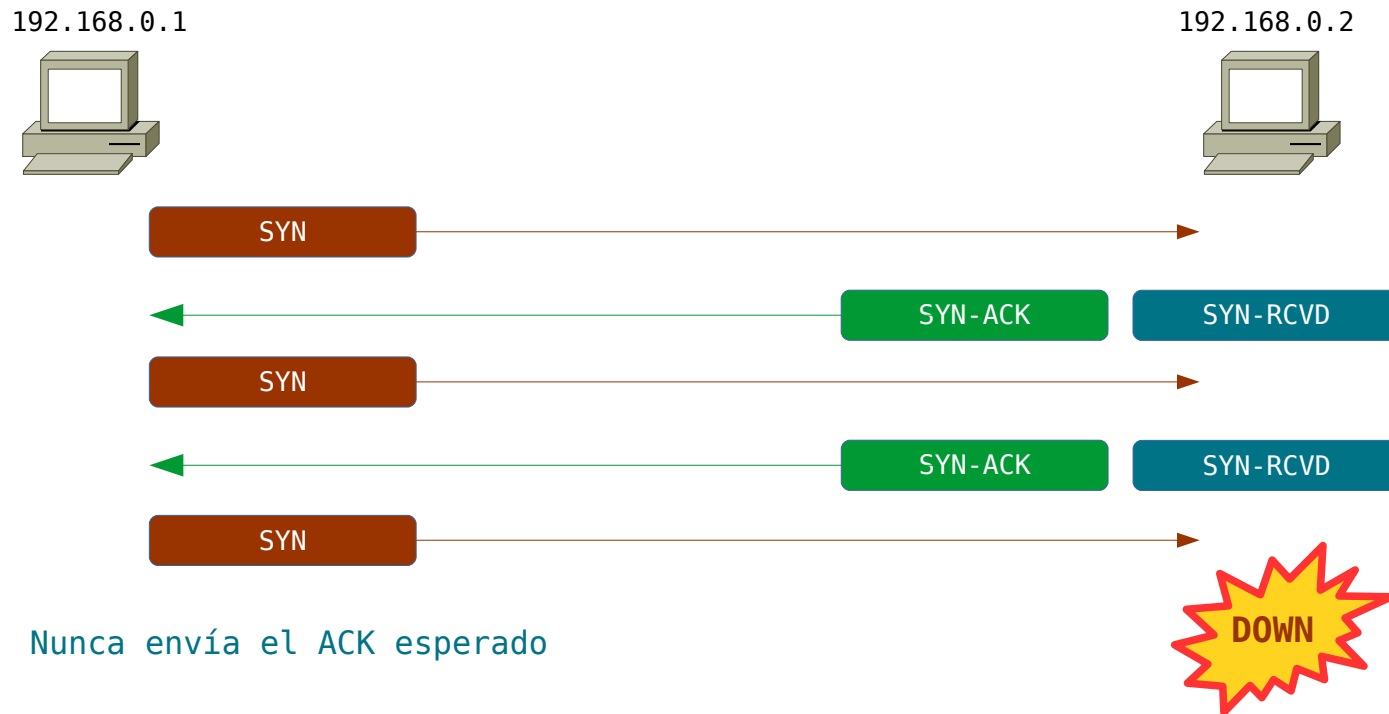 192.168.0.1
192.168.0.2
SYN
SYN-ACK
SYN-RCVD
SYN
SYN-ACK
SYN-RCVD
SYN
DOWN
Nunca envía el ACK esperado